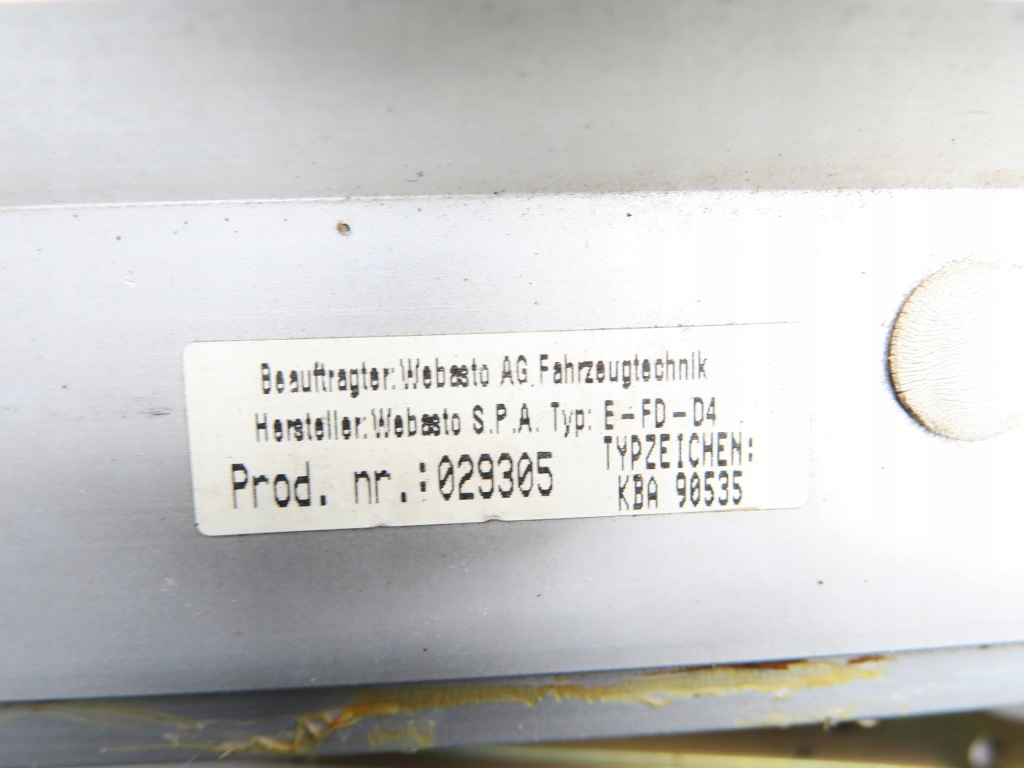 Beauftragter: Webasto AG, Fahrzeugtechnik
Hersteller: Webasto S.P.A. Typ: E-FD-D4
Prod. nr.:029305
TYPZEICHEN:
KBA 90535